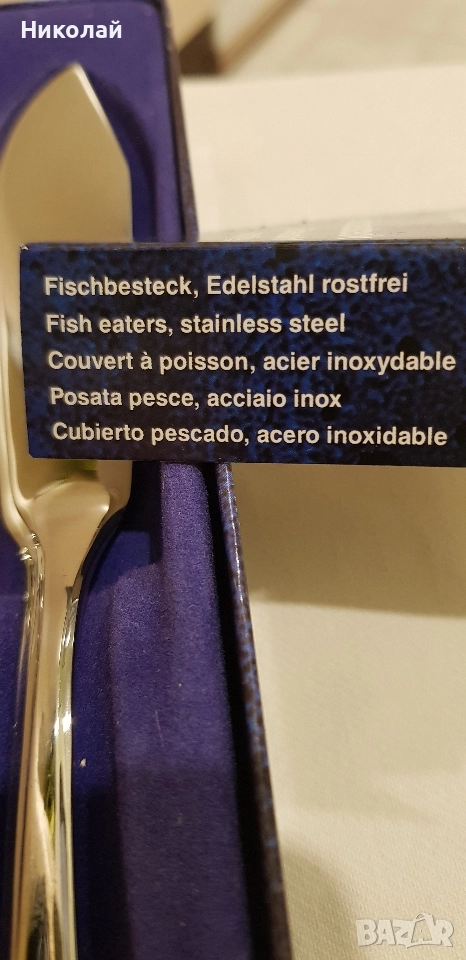 Николай
Fischbesteck, Edelstahl rostfrei
Fish eaters, stainless steel
Couvert à poisson, acier inoxydable
Posata pesce, acciaio inox
Cubierto pescado, acero inoxidable
BAZAR